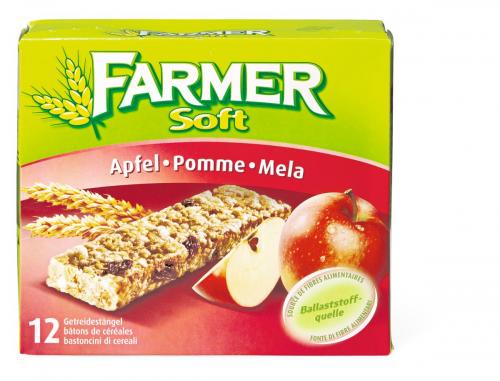 FARMER
Soft
Apfel • Pomme • Mela
SOURCE DE FIBRES ALIMENTAIRES
Ballaststoff-
quelle
FONTE DI FIBRE ALIMENTARI
12 Getreidestängel
bâtons de céréales
bastoncini di cereali